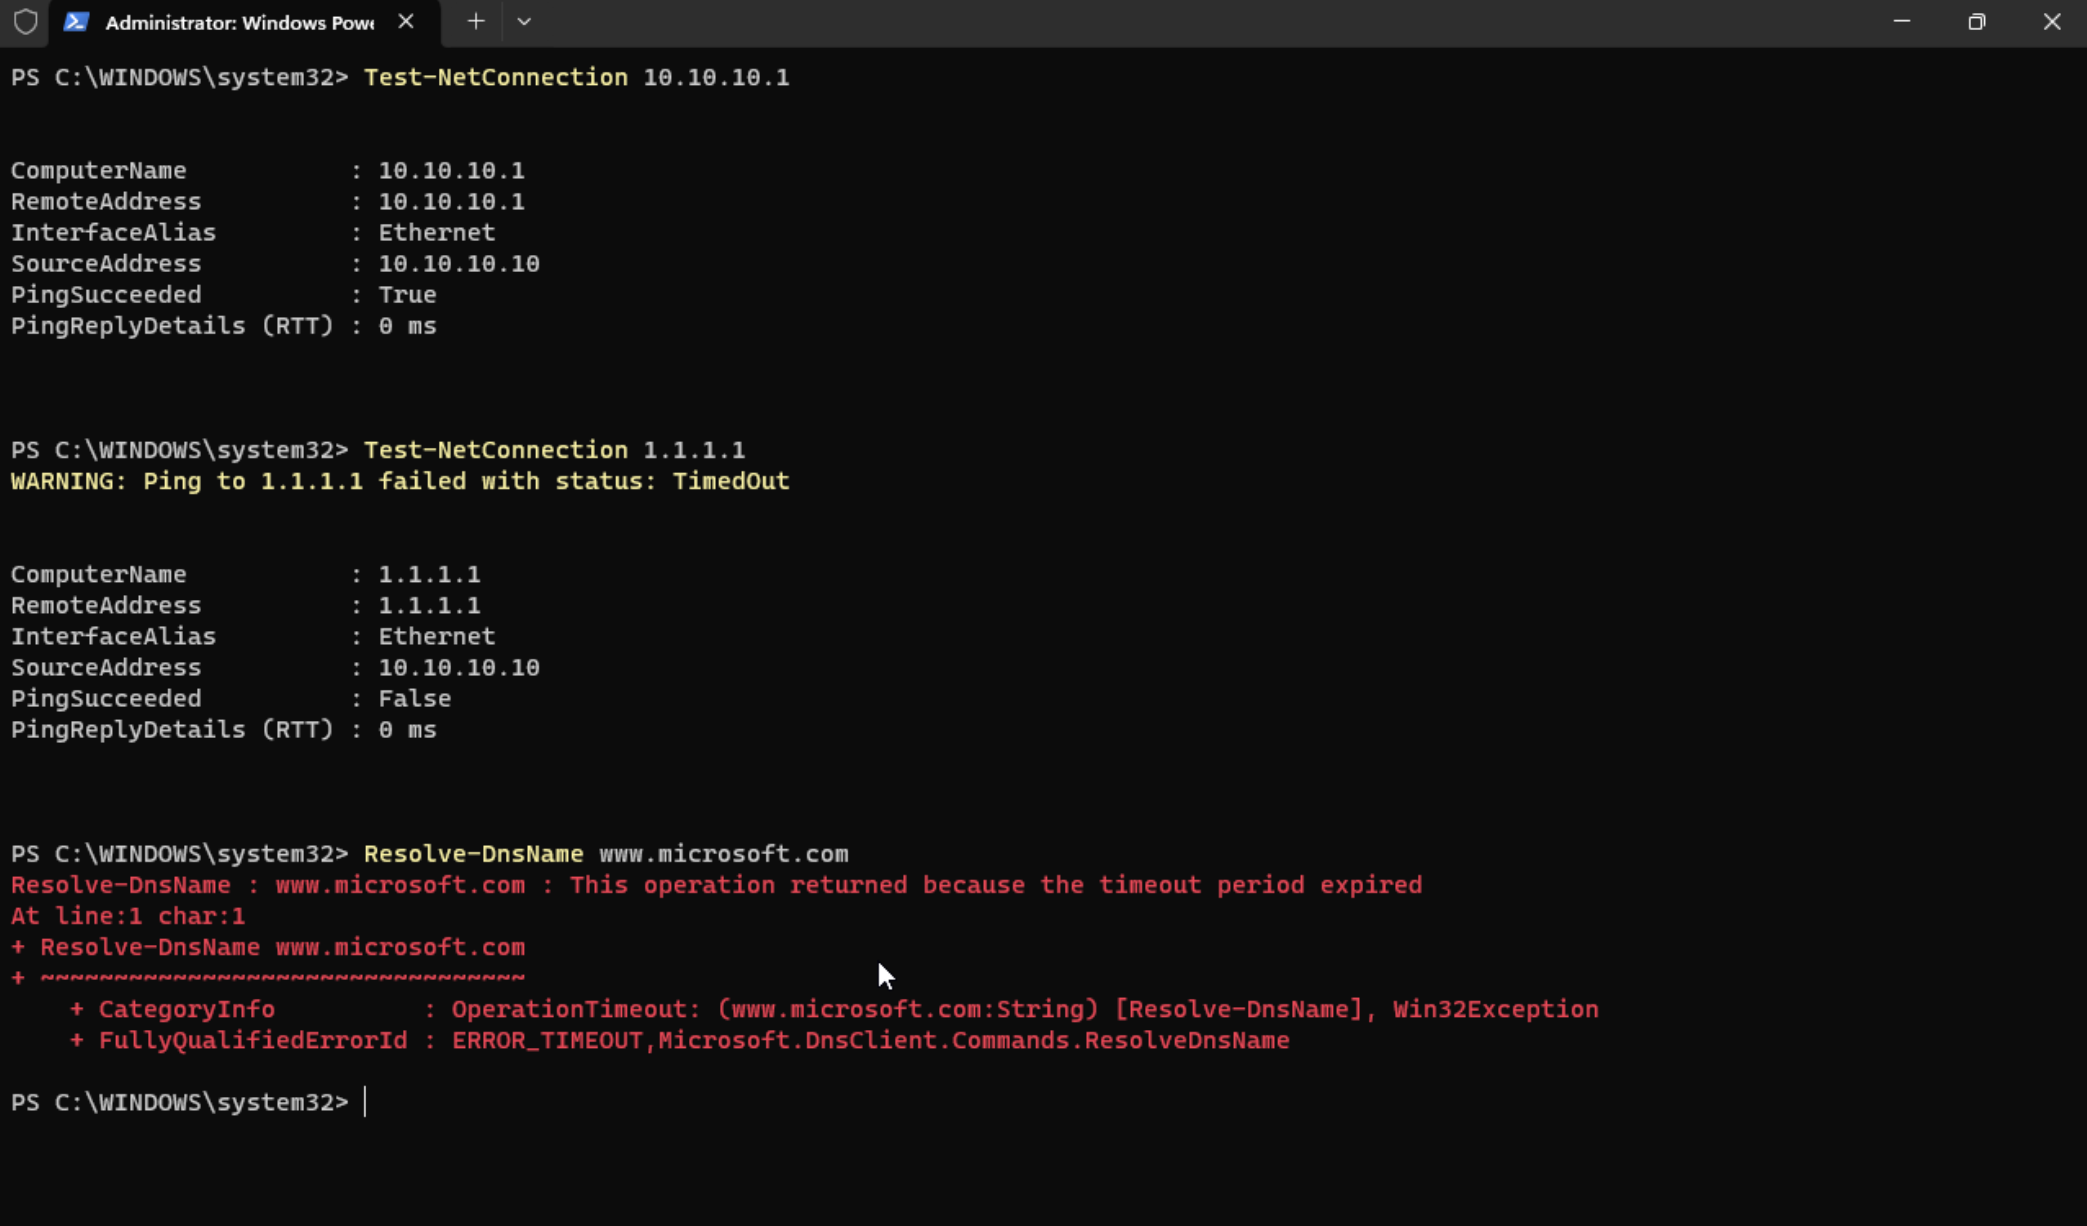 Administrator: Windows Powe
PS C:\WINDOWS\system32> Test-NetConnection 10.10.10.1
ComputerName           : 10.10.10.1
RemoteAddress          : 10.10.10.1
InterfaceAlias         : Ethernet
SourceAddress          : 10.10.10.10
PingSucceeded          : True
PingReplyDetails (RTT) : 0 ms
PS C:\WINDOWS\system32> Test-NetConnection 1.1.1.1
WARNING: Ping to 1.1.1.1 failed with status: TimedOut
ComputerName           : 1.1.1.1
RemoteAddress          : 1.1.1.1
InterfaceAlias         : Ethernet
SourceAddress          : 10.10.10.10
PingSucceeded          : False
PingReplyDetails (RTT) : 0 ms
PS C:\WINDOWS\system32> Resolve-DnsName www.microsoft.com
Resolve-DnsName : www.microsoft.com : This operation returned because the timeout period expired
At line:1 char:1
+ Resolve-DnsName www.microsoft.com
+ ~~~~~~~~~~~~~~~~~~~~~~~~~~~~~~~~~
    + CategoryInfo          : OperationTimeout: (www.microsoft.com:String) [Resolve-DnsName], Win32Exception
    + FullyQualifiedErrorId : ERROR_TIMEOUT,Microsoft.DnsClient.Commands.ResolveDnsName
PS C:\WINDOWS\system32>